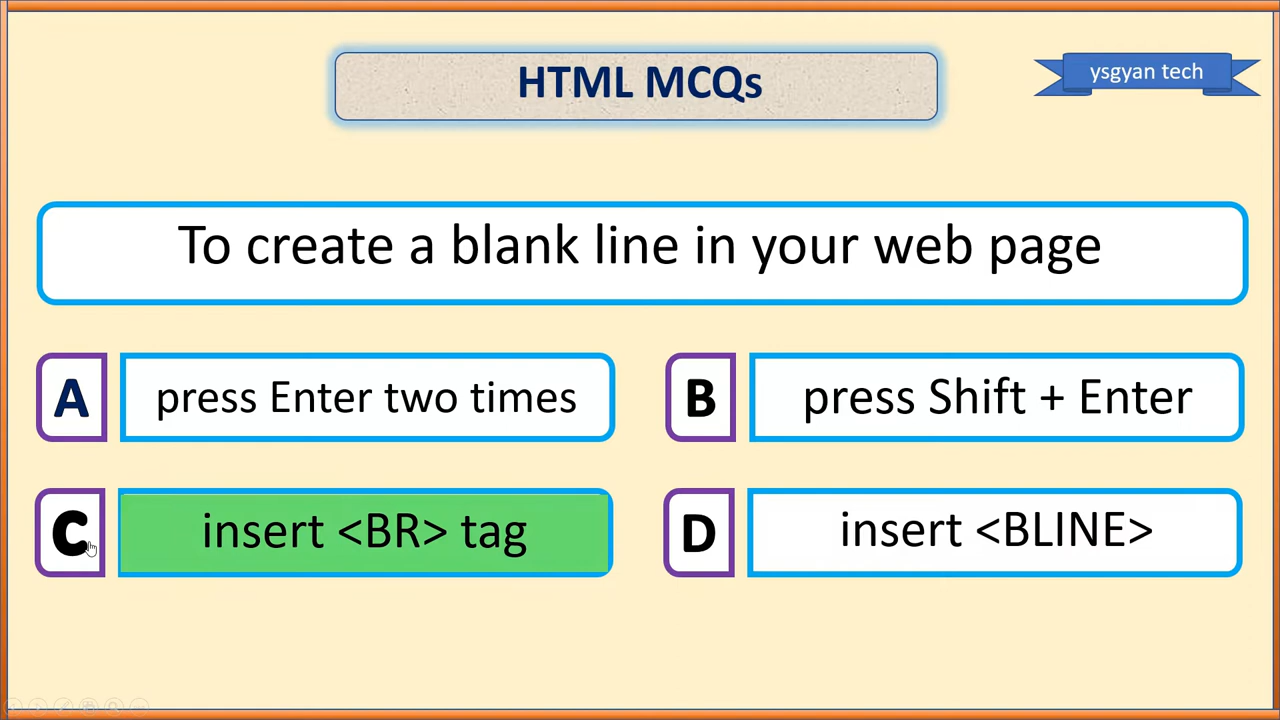 HTML MCQs
ysgyan tech
To create a blank line in your web page
A
press Enter two times
B
press Shift + Enter
C
insert <BR> tag
D
insert <BLINE>